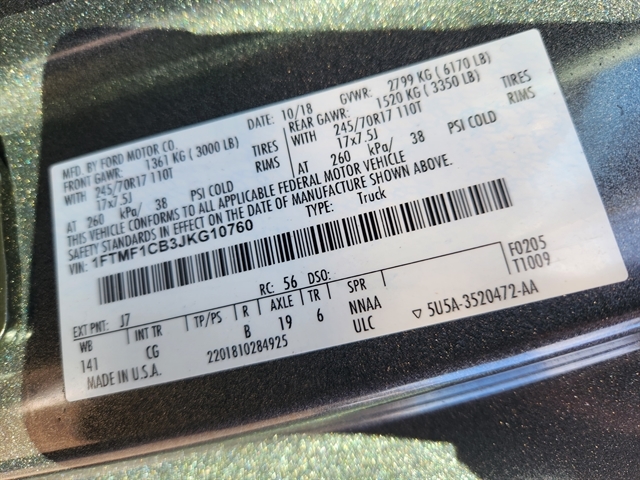 MFD. BY FORD MOTOR CO.
DATE: 10/18 GVWR: 2799 KG ( 6170 LB)
FRONT GAWR: 1361 KG ( 3000 LB)
REAR GAWR: 1520 KG ( 3350 LB)
WITH 245/70R17 110T TIRES
WITH 245/70R17 110T TIRES
17x7.5J RIMS
17x7.5J RIMS
AT 260 kPa/ 38 PSI COLD
AT 260 kPa/ 38 PSI COLD
THIS VEHICLE CONFORMS TO ALL APPLICABLE FEDERAL MOTOR VEHICLE
SAFETY STANDARDS IN EFFECT ON THE DATE OF MANUFACTURE SHOWN ABOVE.
VIN: 1FTMF1CB3JKG10760 TYPE: Truck
F0205
T1009
RC: 56 DSO:
EXT PNT: J7
WB INT TR TP/PS R AXLE TR SPR
141 CG B 19 6 NNAA
ULC
▽ 5U5A-3520472-AA
2201810284925
MADE IN U.S.A.